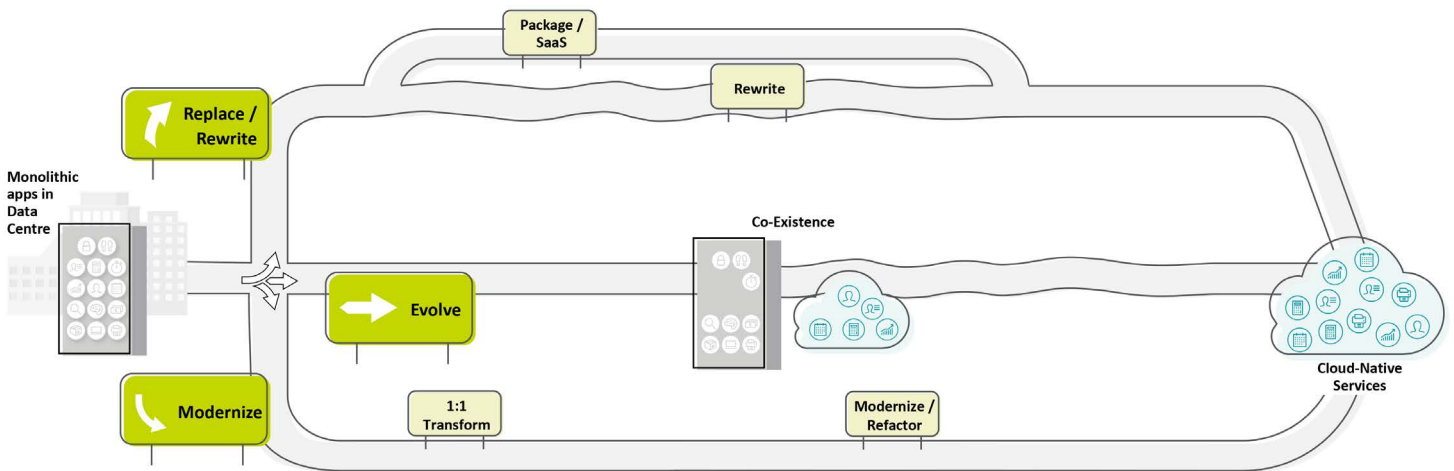 Package /
SaaS
Rewrite
Replace /
Rewrite
Monolithic
apps in
Data
Centre
Co-Existence
Evolve
Cloud-Native
Services
Modernize
1:1
Transform
Modernize /
Refactor